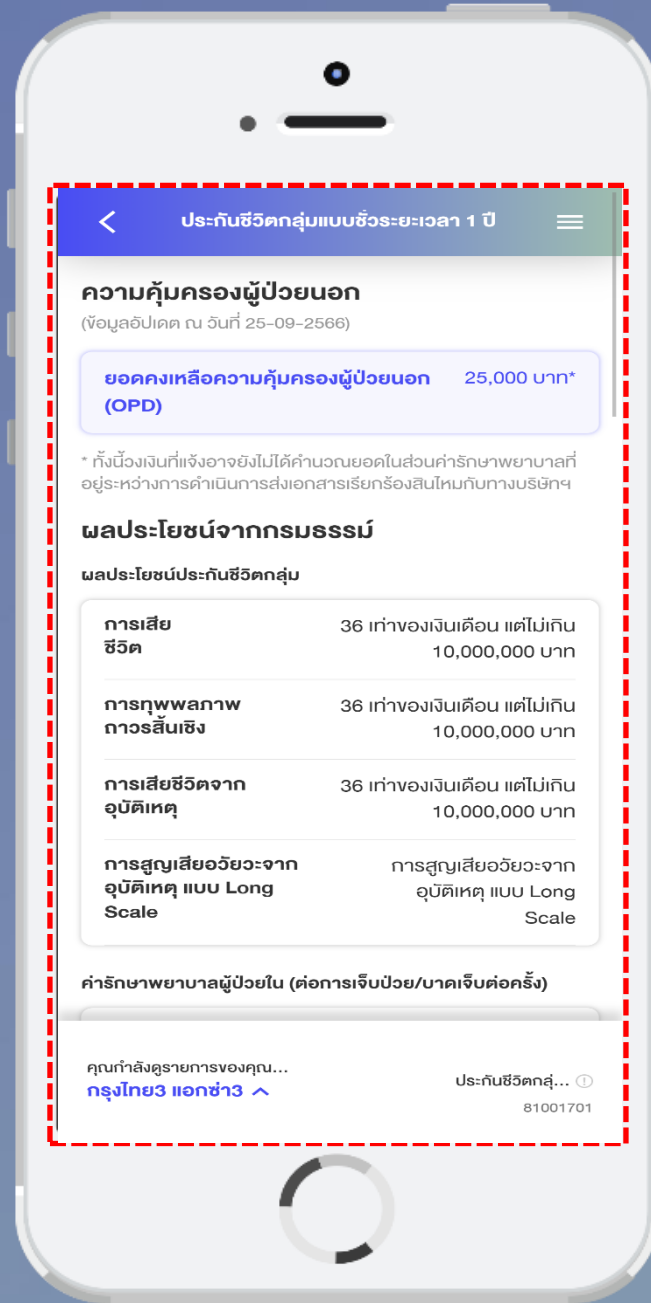 ประกันชีวิตกลุ่มแบบชั่วระยะเวลา 1 ปี
ความคุ้มครองผู้ป่วยนอก
(ข้อมูลอัปเดต ณ วันที่ 25-09-2566)
ยอดคงเหลือความคุ้มครองผู้ป่วยนอก 25,000 บาท*
(OPD)
* ทั้งนี้วงเงินที่แจ้งอาจยังไม่ได้คำนวณยอดในส่วนค่ารักษาพยาบาลที่
อยู่ระหว่างการดำเนินการส่งเอกสารเรียกร้องสินไหมกับทางบริษัทฯ
ผลประโยชน์จากกรมธรรม์
ผลประโยชน์ประกันชีวิตกลุ่ม
การเสีย 36 เท่าของเงินเดือน แต่ไม่เกิน
ชีวิต 10,000,000 บาท
การทุพพลภาพ 36 เท่าของเงินเดือน แต่ไม่เกิน
ถาวรสิ้นเชิง 10,000,000 บาท
การเสียชีวิตจาก 36 เท่าของเงินเดือน แต่ไม่เกิน
อุบัติเหตุ 10,000,000 บาท
การสูญเสียอวัยวะจาก การสูญเสียอวัยวะจาก
อุบัติเหตุ แบบ Long อุบัติเหตุ แบบ Long
Scale Scale
ค่ารักษาพยาบาลผู้ป่วยใน (ต่อการเจ็บป่วย/บาดเจ็บต่อครั้ง)
คุณกำลังดูรายการของคุณ...
กรุงไทย3 แอกซ่า3 ประกันชีวิตกลุ่...
81001701